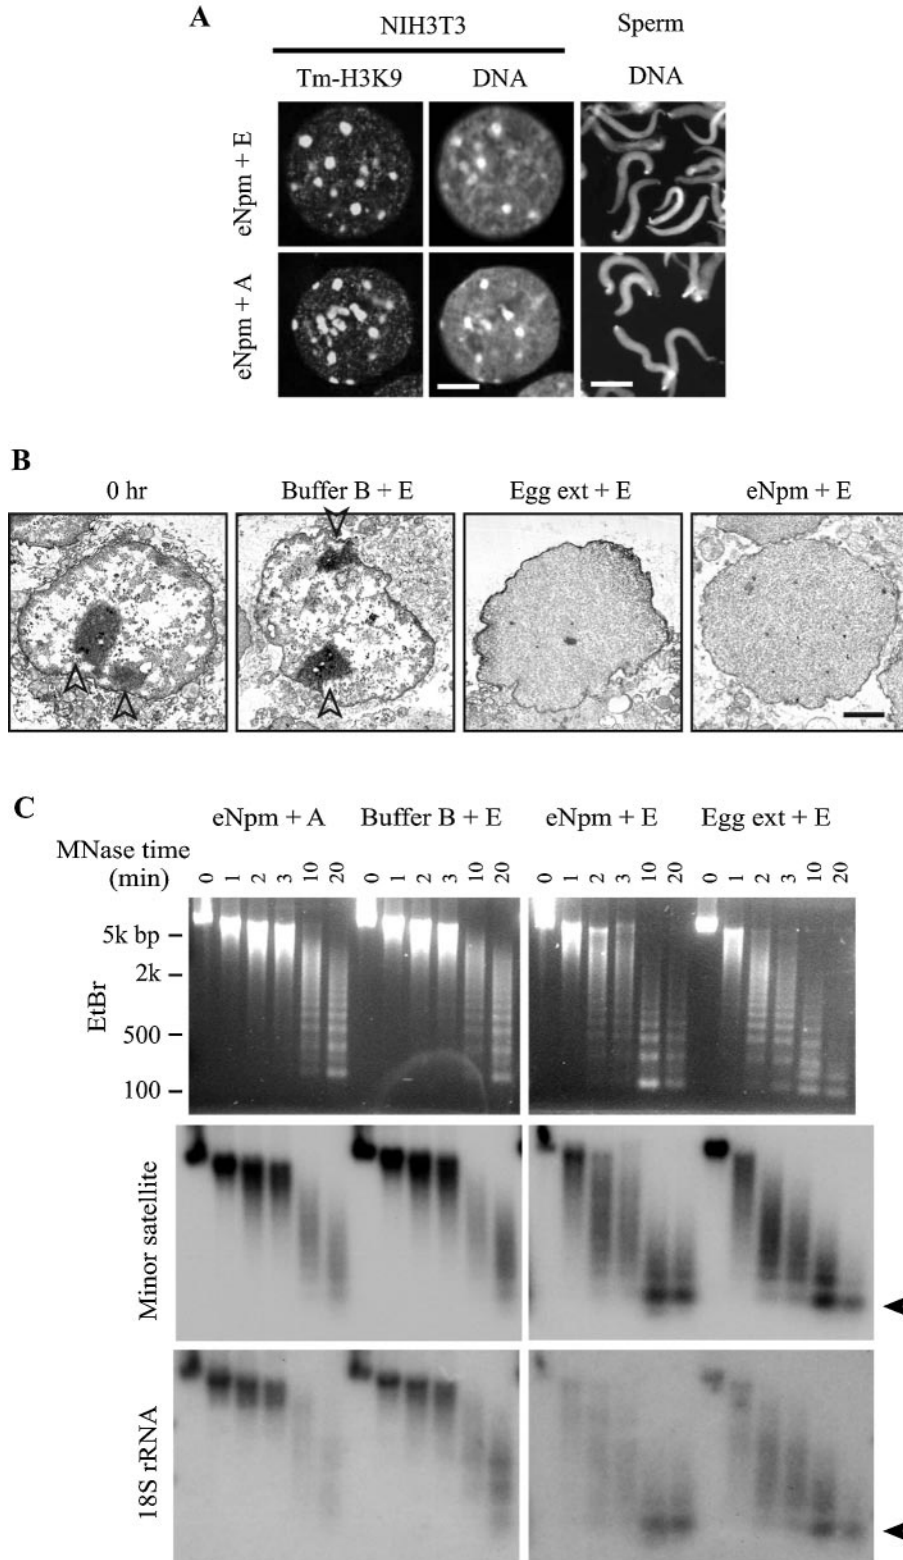 A
NIH3T3
Sperm
Tm-H3K9
DNA
DNA
eNpm + E
eNpm + A
B
0 hr
Buffer B + E
Egg ext + E
eNpm + E
C
eNpm + A
Buffer B + E
eNpm + E
Egg ext + E
MNase time
(min)
0 1 2 3 10 20 0 1 2 3 10 20 0 1 2 3 10 20 0 1 2 3 10 20
5k bp
2k
500
100
EtBr
Minor satellite
18S rRNA